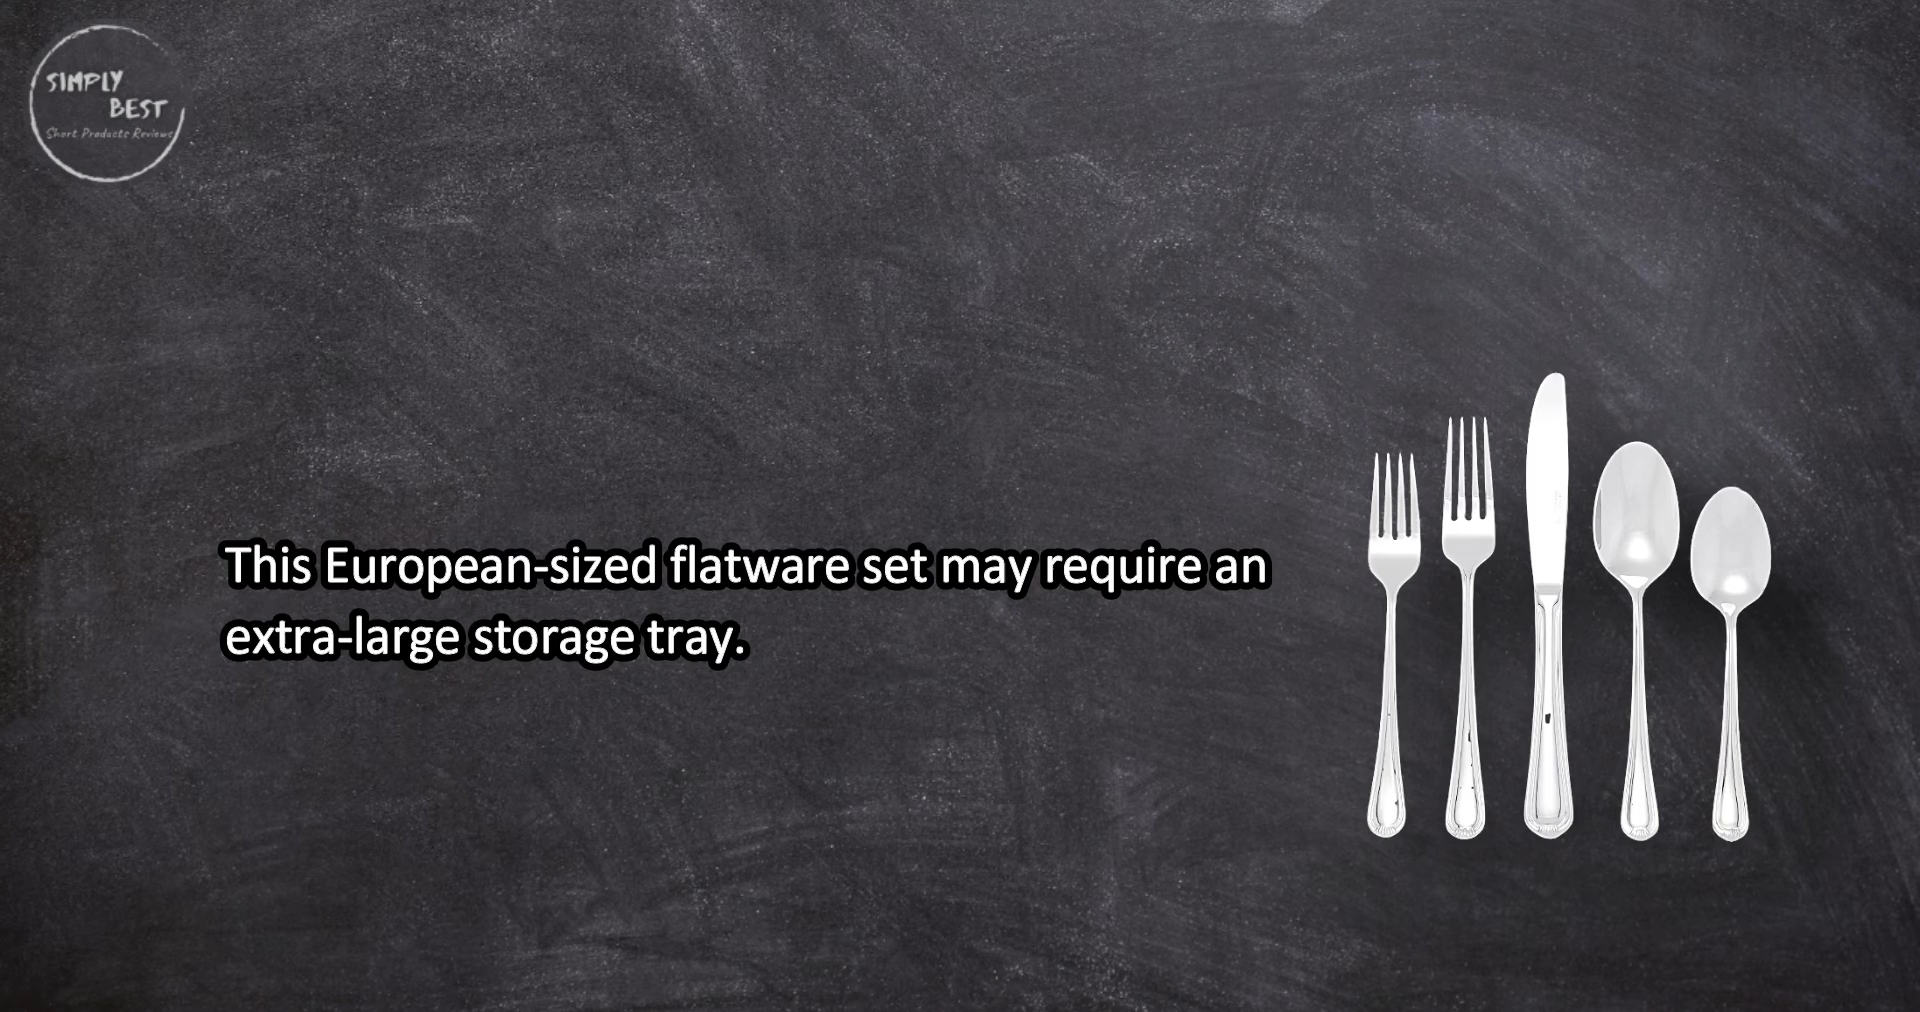 SIMPLY
BEST
Short Products Reviews
This European-sized flatware set may require an
extra-large storage tray.